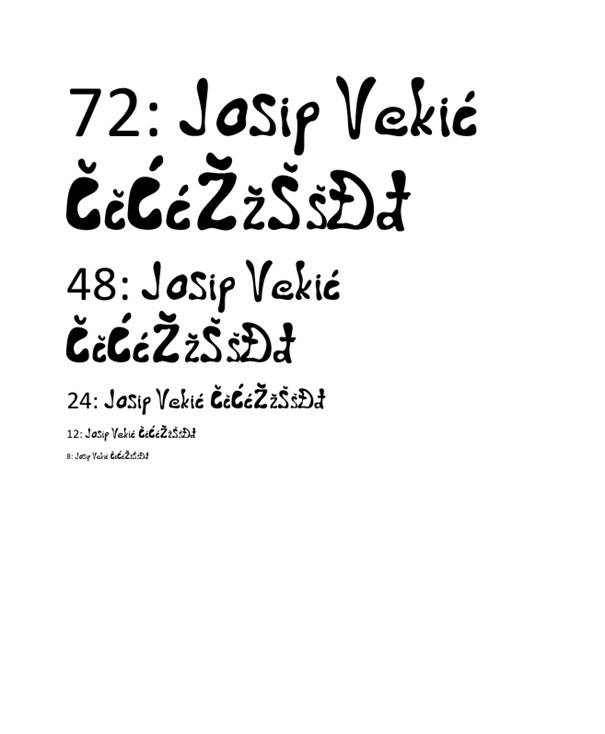 72: Josip Vekić
ČčĆćŽžŠšĐđ
48: Josip Vekić
ČčĆćŽžŠšĐđ
24: Josip Vekić ČčĆćŽžŠšĐđ
12: Josip Vekić ČčĆćŽžŠšĐđ
8: Josip Vekić ČčĆćŽžŠšĐđ